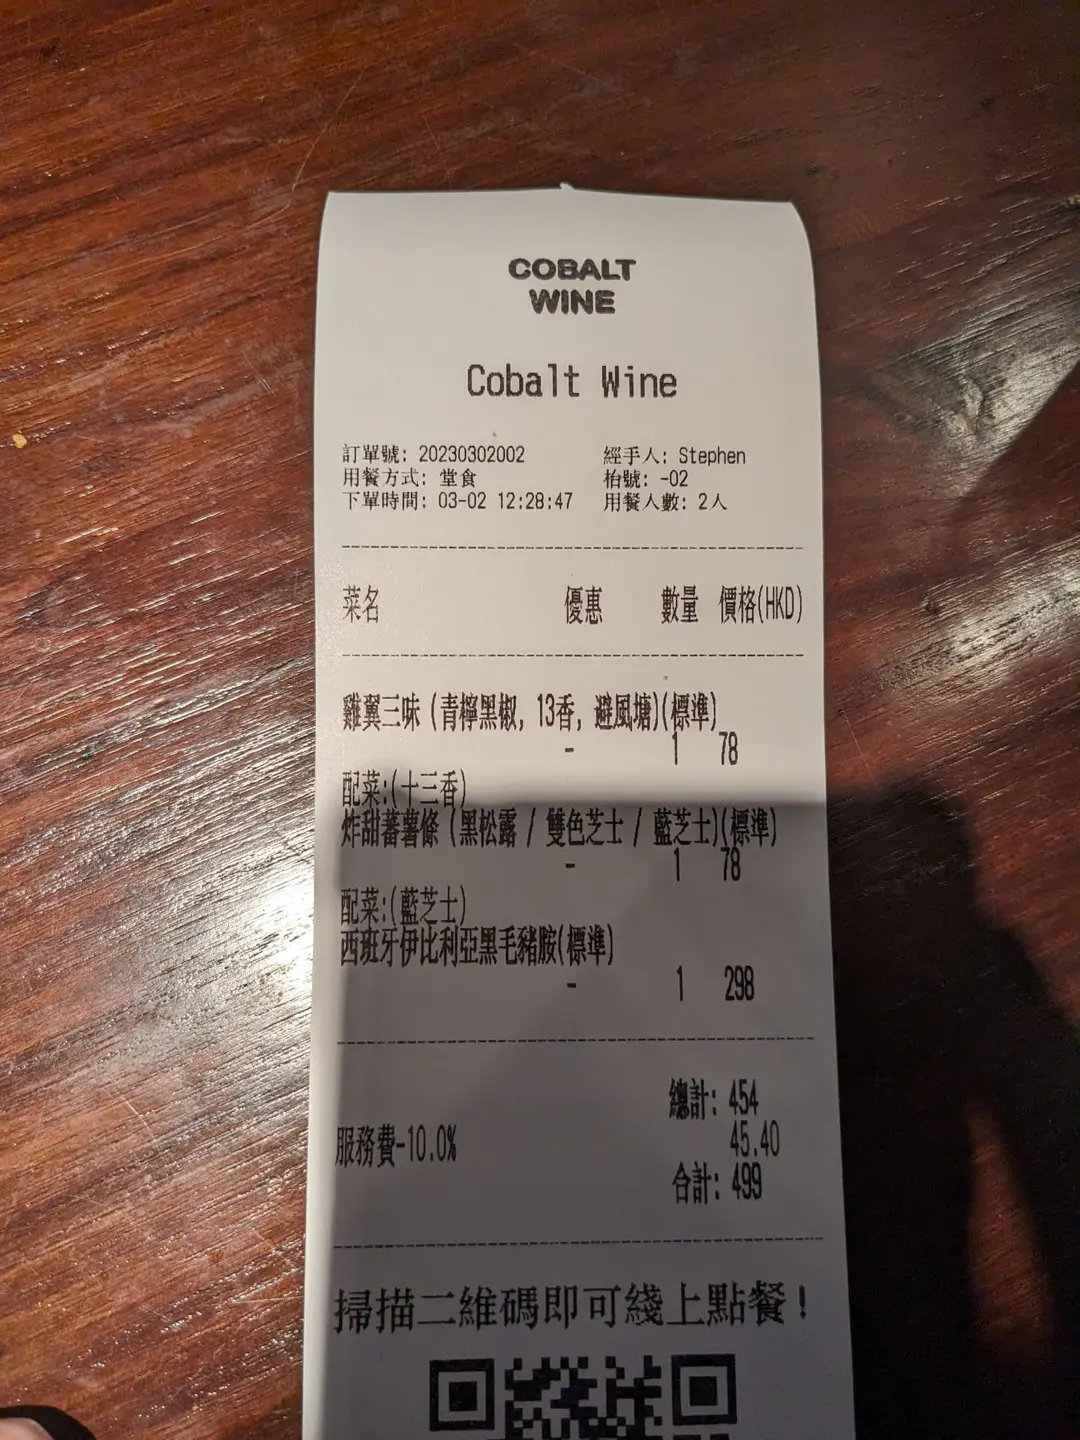 COBALT
WINE
Cobalt Wine
訂單號: 20230302002 經手人: Stephen
用餐方式: 堂食 枱號: -02
下單時間: 03-02 12:28:47 用餐人數: 2人
菜名 優惠 數量 價格(HKD)
雞翼三味 (青檸黑椒, 13香, 避風塘)(標準)
- 1 78
配菜:(十三香)
炸甜蕃薯條 (黑松露 / 雙色芝士 / 藍芝士)(標準)
- 1 78
配菜:(藍芝士)
西班牙伊比利亞黑毛豬胺(標準)
- 1 298
總計: 454
服務費-10.0% 45.40
合計: 499
掃描二維碼即可綫上點餐!